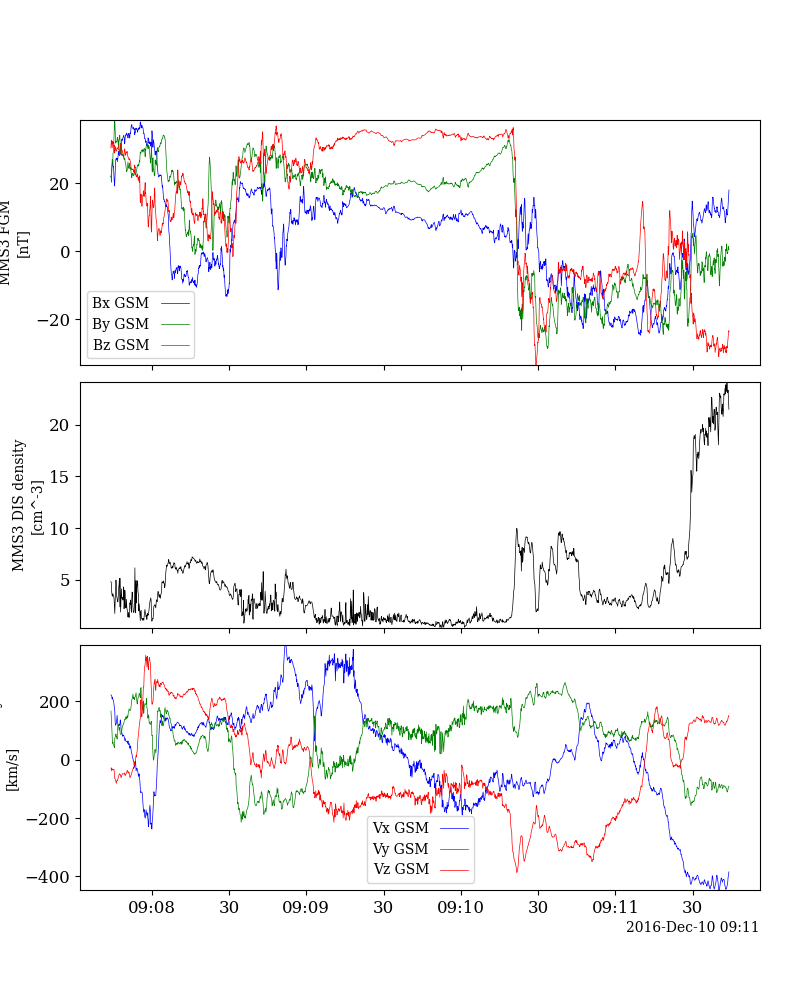 MMS3 FGM
[nT]
20
0
−20
Bx GSM
By GSM
Bz GSM
MMS3 DIS density
[cm^-3]
20
15
10
5
[km/s]
200
0
−200
−400
Vx GSM
Vy GSM
Vz GSM
09:08 30 09:09 30 09:10 30 09:11 30
2016-Dec-10 09:11